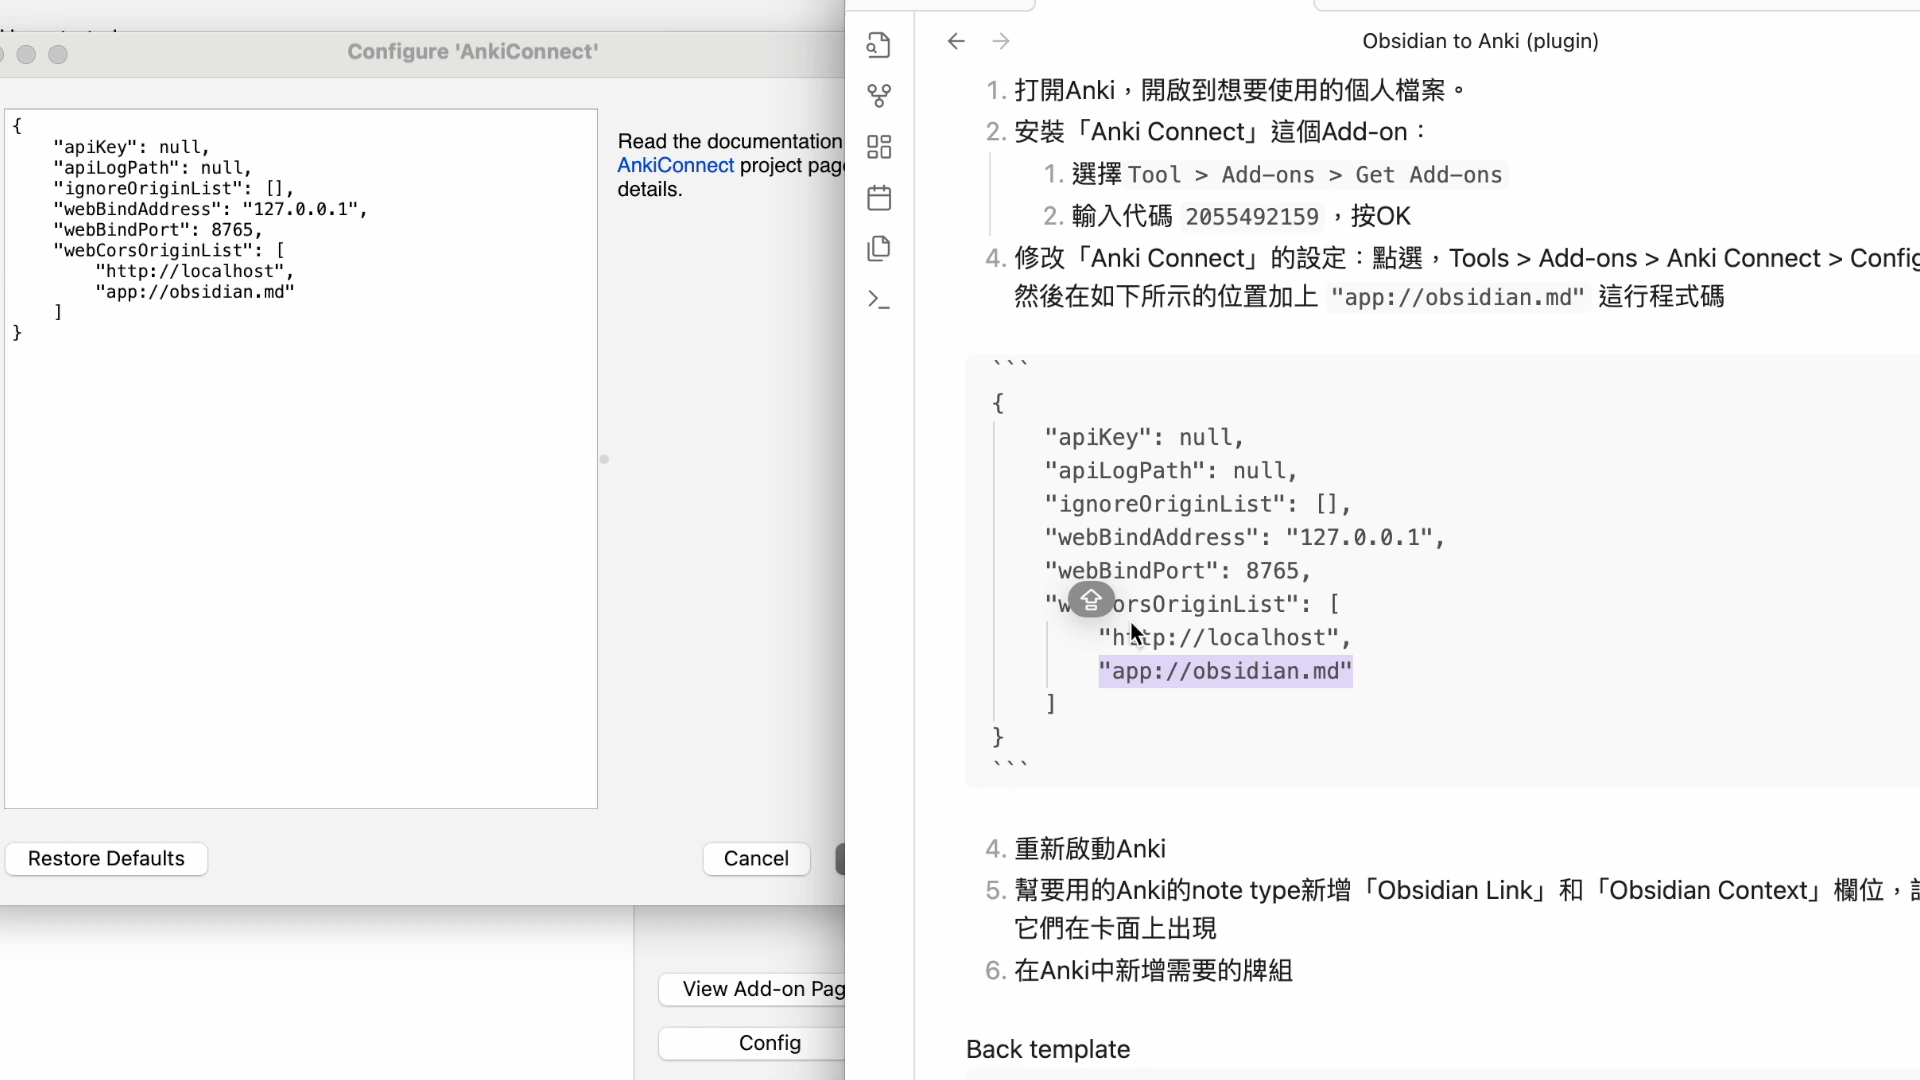 Configure 'AnkiConnect'
{
"apiKey": null,
"apiLogPath": null,
"ignoreOriginList": [],
"webBindAddress": "127.0.0.1",
"webBindPort": 8765,
"webCorsOriginList": [
"http://localhost",
"app://obsidian.md"
]
}
Read the documentation
AnkiConnect project page
details.
Restore Defaults
Cancel
View Add-on Pag
Config
Obsidian to Anki (plugin)
1. 打開Anki，開啟到想要使用的個人檔案。
2. 安裝「Anki Connect」這個Add-on：
1. 選擇 Tool > Add-ons > Get Add-ons
2. 輸入代碼 2055492159 ，按OK
4. 修改「Anki Connect」的設定：點選，Tools > Add-ons > Anki Connect > Config
然後在如下所示的位置加上 "app://obsidian.md" 這行程式碼
```
{
"apiKey": null,
"apiLogPath": null,
"ignoreOriginList": [],
"webBindAddress": "127.0.0.1",
"webBindPort": 8765,
"w orsOriginList": [
"http://localhost",
"app://obsidian.md"
]
}
```
4. 重新啟動Anki
5. 幫要用的Anki的note type新增「Obsidian Link」和「Obsidian Context」欄位，
它們在卡面上出現
6. 在Anki中新增需要的牌組
Back template